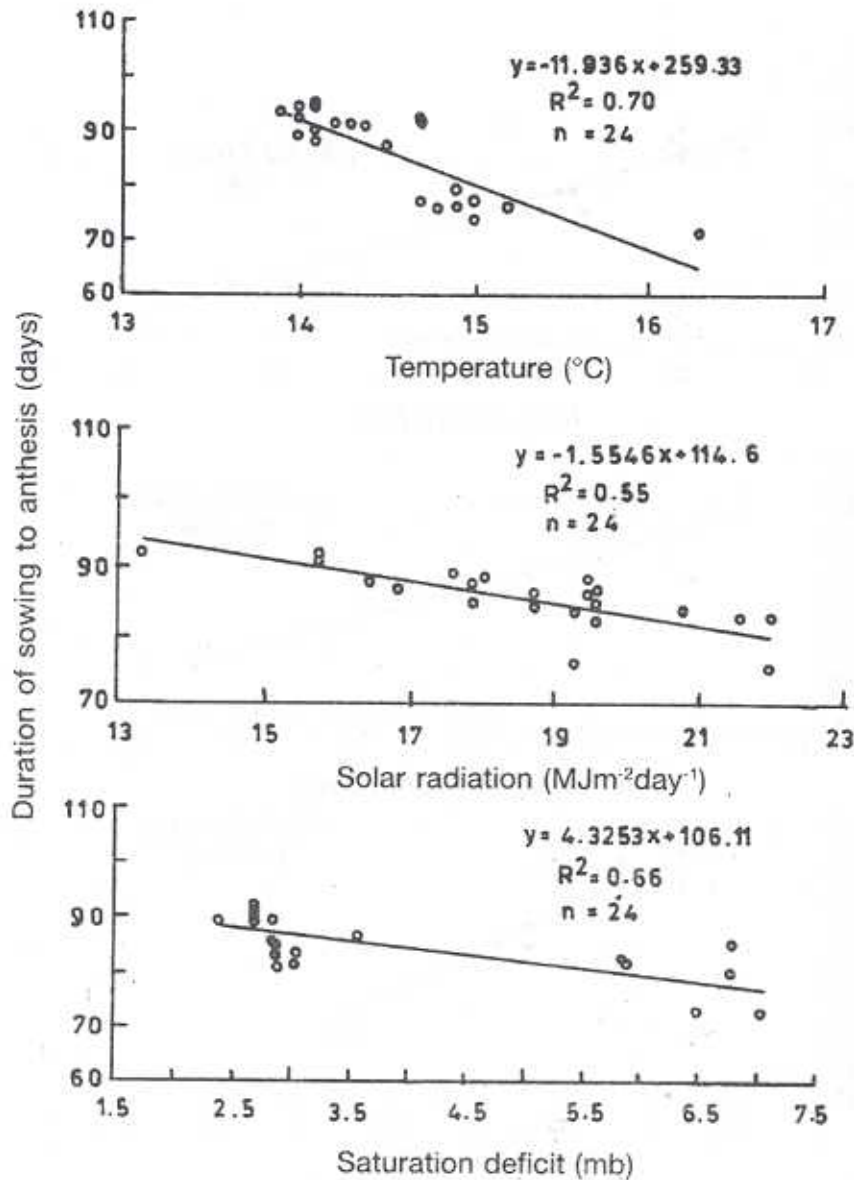 Duration of sowing to anthesis (days)
110
90
70
60
y=-11.936x+259.33
R²=0.70
n = 24
13 14 15 16 17
Temperature (°C)
110
90
70
y=-1.5546x+114.6
R²=0.55
n = 24
13 15 17 19 21 23
Solar radiation (MJm⁻²day⁻¹)
110
90
70
60
y= 4.3253x+106.11
R²=0.66
n = 24
1.5 2.5 3.5 4.5 5.5 6.5 7.5
Saturation deficit (mb)